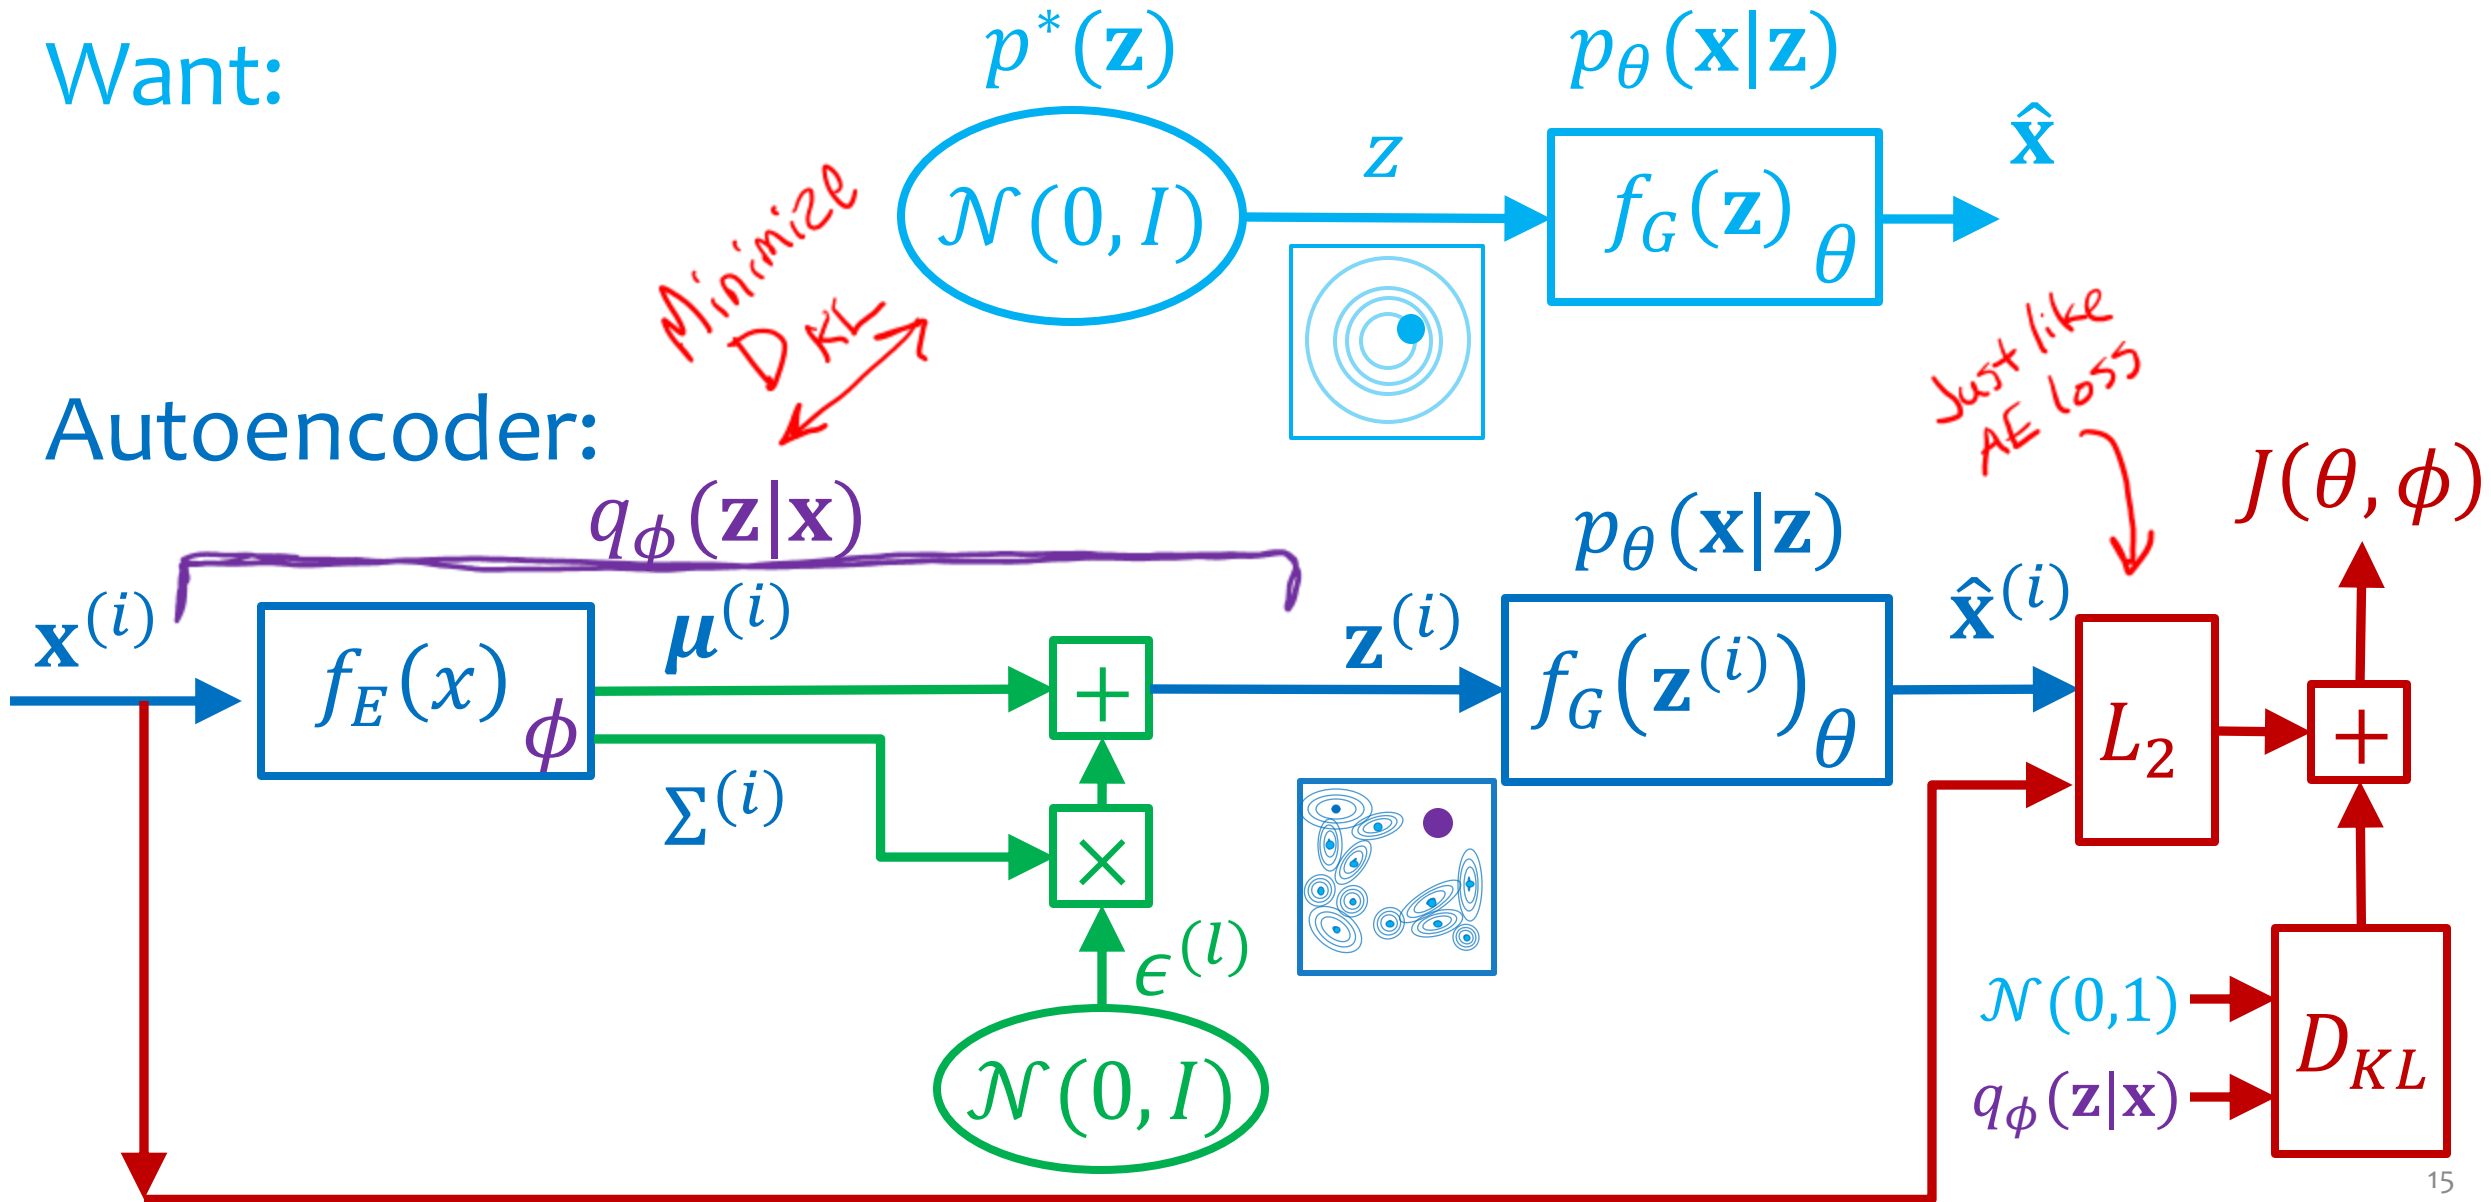 Want:
p*(𝐳)
p_θ(𝐱|𝐳)
𝒩(0, I)
z
f_G(𝐳)
θ
𝐱̂
Minimize
D KL
Just like
AE loss
Autoencoder:
q_ϕ(𝐳|𝐱)
p_θ(𝐱|𝐳)
J(θ, ϕ)
𝐱^(i)
f_E(x)
ϕ
𝝁^(i)
Σ^(i)
+
×
ϵ^(l)
𝒩(0, I)
𝐳^(i)
f_G(𝐳^(i))
θ
𝐱̂^(i)
L_2
+
𝒩(0,1)
q_ϕ(𝐳|𝐱)
D_KL
15